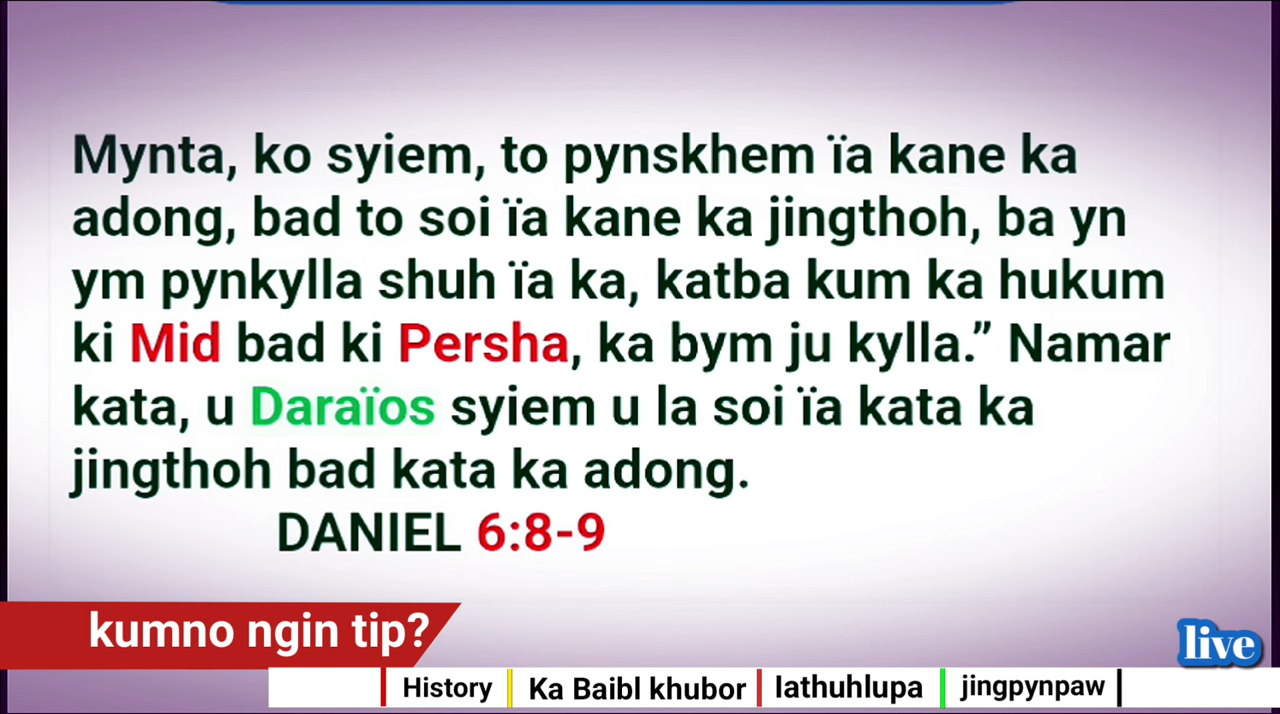 Mynta, ko syiem, to pynskhem ïa kane ka
adong, bad to soi ïa kane ka jingthoh, ba yn
ym pynkylla shuh ïa ka, katba kum ka hukum
ki Mid bad ki Persha, ka bym ju kylla.” Namar
kata, u Daraïos syiem u la soi ïa kata ka
jingthoh bad kata ka adong.
DANIEL 6:8-9
kumno ngin tip?
live
History
Ka Baibl khubor
lathuhlupa
jingpynpaw